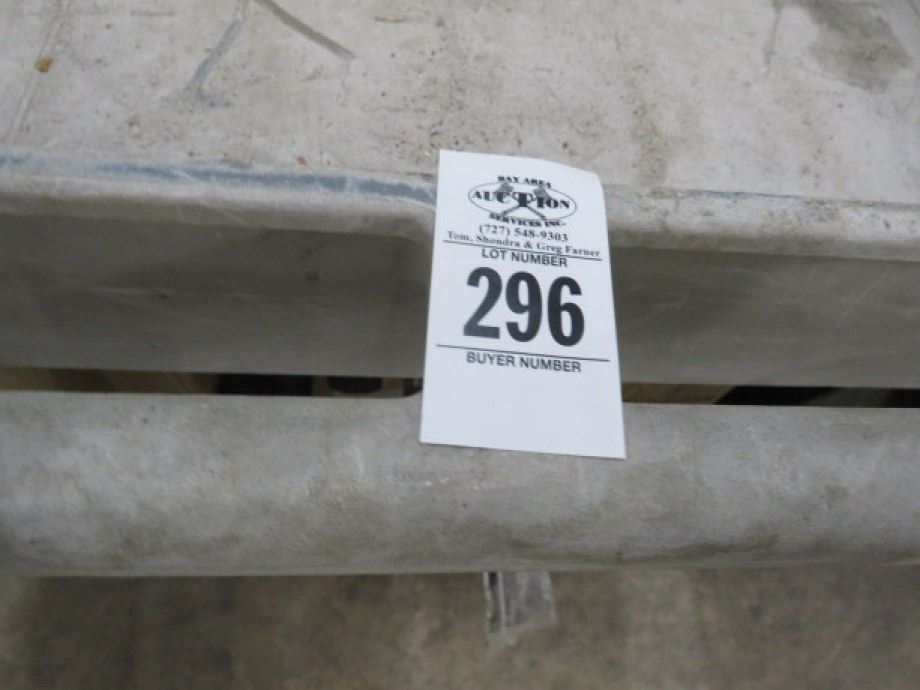 BAY AREA
AUCTION
SERVICES INC.
(727) 548-9303
Tom, Shondra & Greg Farner
LOT NUMBER
296
BUYER NUMBER